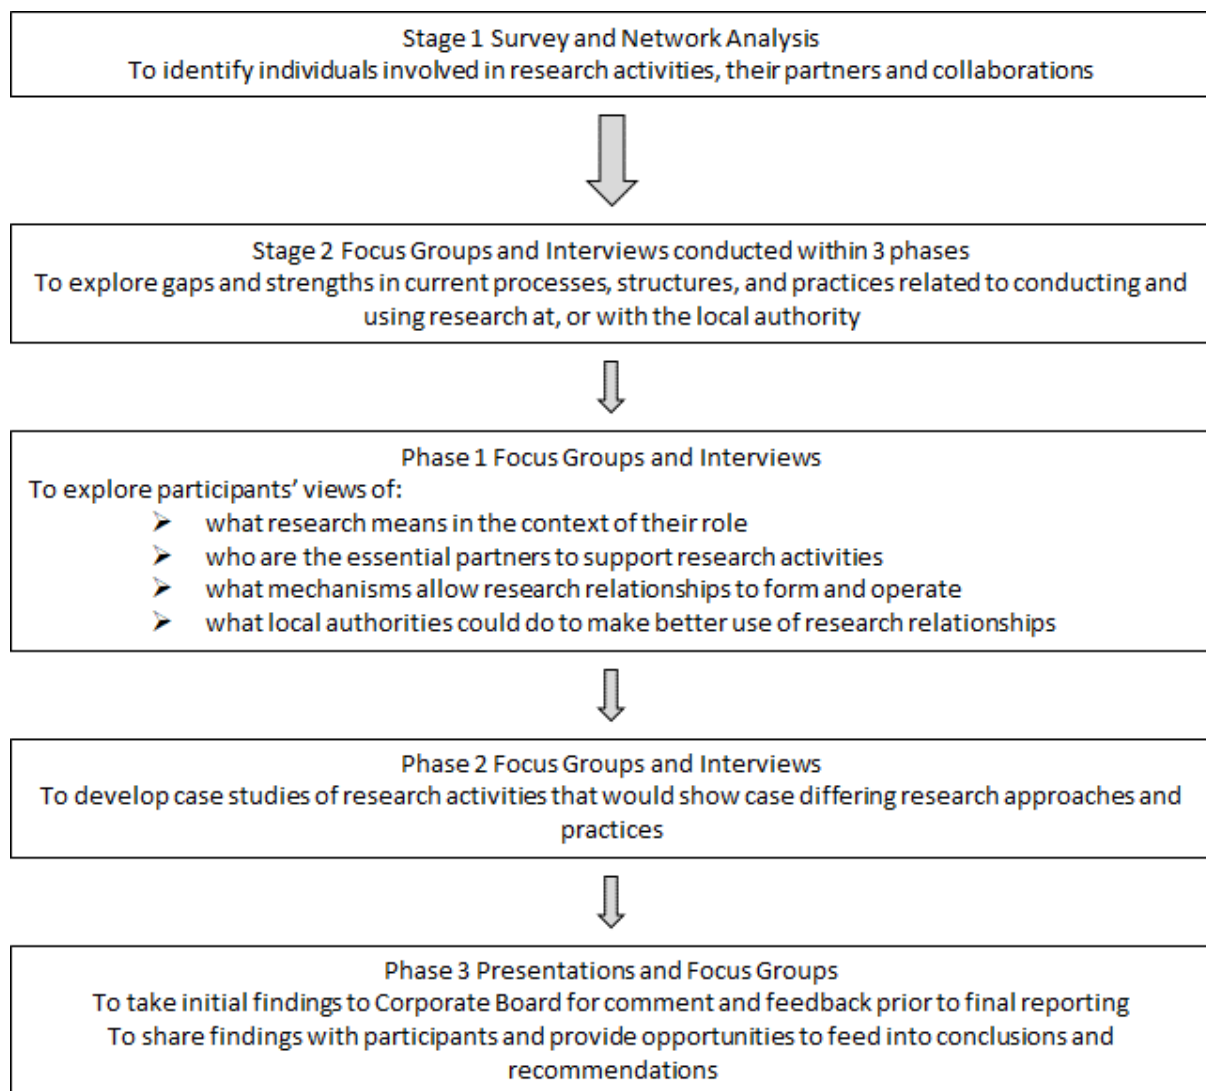 Stage 1 Survey and Network Analysis
To identify individuals involved in research activities, their partners and collaborations
Stage 2 Focus Groups and Interviews conducted within 3 phases
To explore gaps and strengths in current processes, structures, and practices related to conducting and
using research at, or with the local authority
Phase 1 Focus Groups and Interviews
To explore participants’ views of:
➢ what research means in the context of their role
➢ who are the essential partners to support research activities
➢ what mechanisms allow research relationships to form and operate
➢ what local authorities could do to make better use of research relationships
Phase 2 Focus Groups and Interviews
To develop case studies of research activities that would show case differing research approaches and
practices
Phase 3 Presentations and Focus Groups
To take initial findings to Corporate Board for comment and feedback prior to final reporting
To share findings with participants and provide opportunities to feed into conclusions and
recommendations